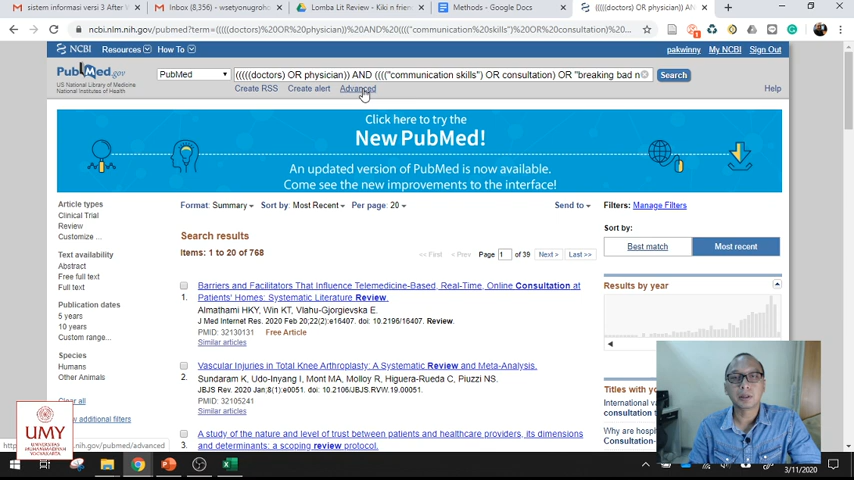 sistem informasi versi 3 After W
Inbox (8,356) - wsetyonugroho
Lomba Lit Review - Kiki n frien
Methods - Google Docs
(((((doctors) OR physician)) AND
ncbi.nlm.nih.gov/pubmed?term=(((((doctors)%20OR%20physician))%20AND%20(((("communication%20skills")%20OR%20consultation)%20...
NCBI Resources How To
pakwinny My NCBI Sign Out
PubMed.gov
US National Library of Medicine
National Institutes of Health
PubMed
(((((doctors) OR physician)) AND (((("communication skills") OR consultation) OR "breaking bad n
Search
Create RSS Create alert Advanced
Help
Click here to try the
New PubMed!
An updated version of PubMed is now available.
Come see the new improvements to the interface!
Article types
Clinical Trial
Review
Customize ...
Text availability
Abstract
Free full text
Full text
Publication dates
5 years
10 years
Custom range...
Species
Humans
Other Animals
Clear all
additional filters
Format: Summary Sort by: Most Recent Per page: 20
Send to
Search results
Items: 1 to 20 of 768
<< First < Prev Page 1 of 39 Next > Last >>
Barriers and Facilitators That Influence Telemedicine-Based, Real-Time, Online Consultation at
1. Patients' Homes: Systematic Literature Review.
Almathami HKY, Win KT, Vlahu-Gjorgievska E.
J Med Internet Res. 2020 Feb 20;22(2):e16407. doi: 10.2196/16407. Review.
PMID: 32130131 Free Article
Similar articles
Vascular Injuries in Total Knee Arthroplasty: A Systematic Review and Meta-Analysis.
2. Sundaram K, Udo-Inyang I, Mont MA, Molloy R, Higuera-Rueda C, Piuzzi NS.
JBJS Rev. 2020 Jan;8(1):e0051. doi: 10.2106/JBJS.RVW.19.00051.
PMID: 32105241
Similar articles
A study of the nature and level of trust between patients and healthcare providers, its dimensions
3. and determinants: a scoping review protocol.
Filters: Manage Filters
Sort by:
Best match Most recent
Results by year
Titles with yo
International va
consultation t
Why are hospi
Consultation-
UMY
UNIVERSITAS
MUHAMMADIYAH
YOGYAKARTA
.nih.gov/pubmed/advanced
3/11/2020